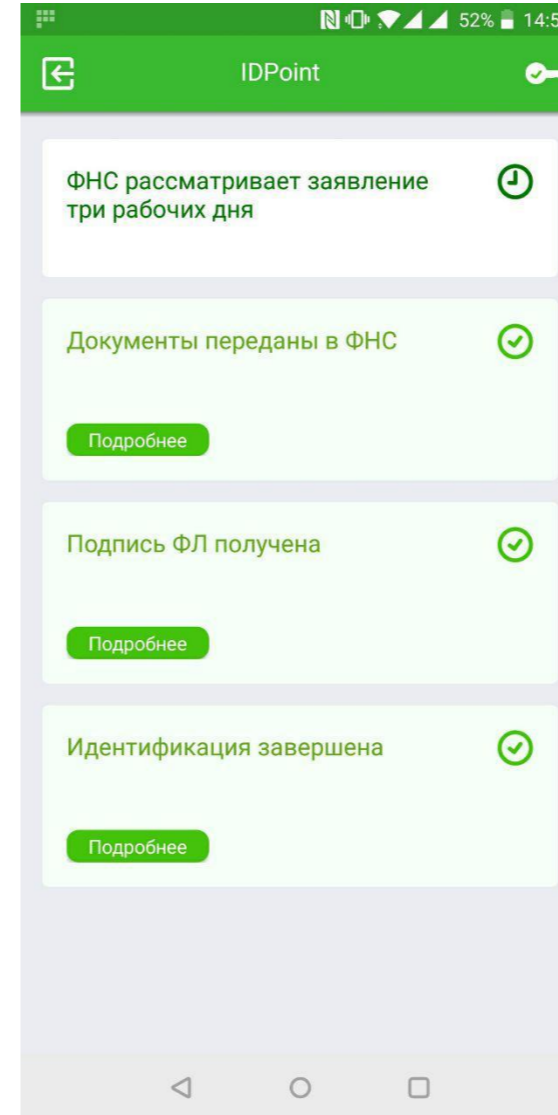 52% 14:5
IDPoint
ФНС рассматривает заявление
три рабочих дня
Документы переданы в ФНС
Подробнее
Подпись ФЛ получена
Подробнее
Идентификация завершена
Подробнее